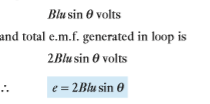 Blu sin θ volts
and total e.m.f. generated in loop is
2Blu sin θ volts
∴ e = 2Blu sin θ